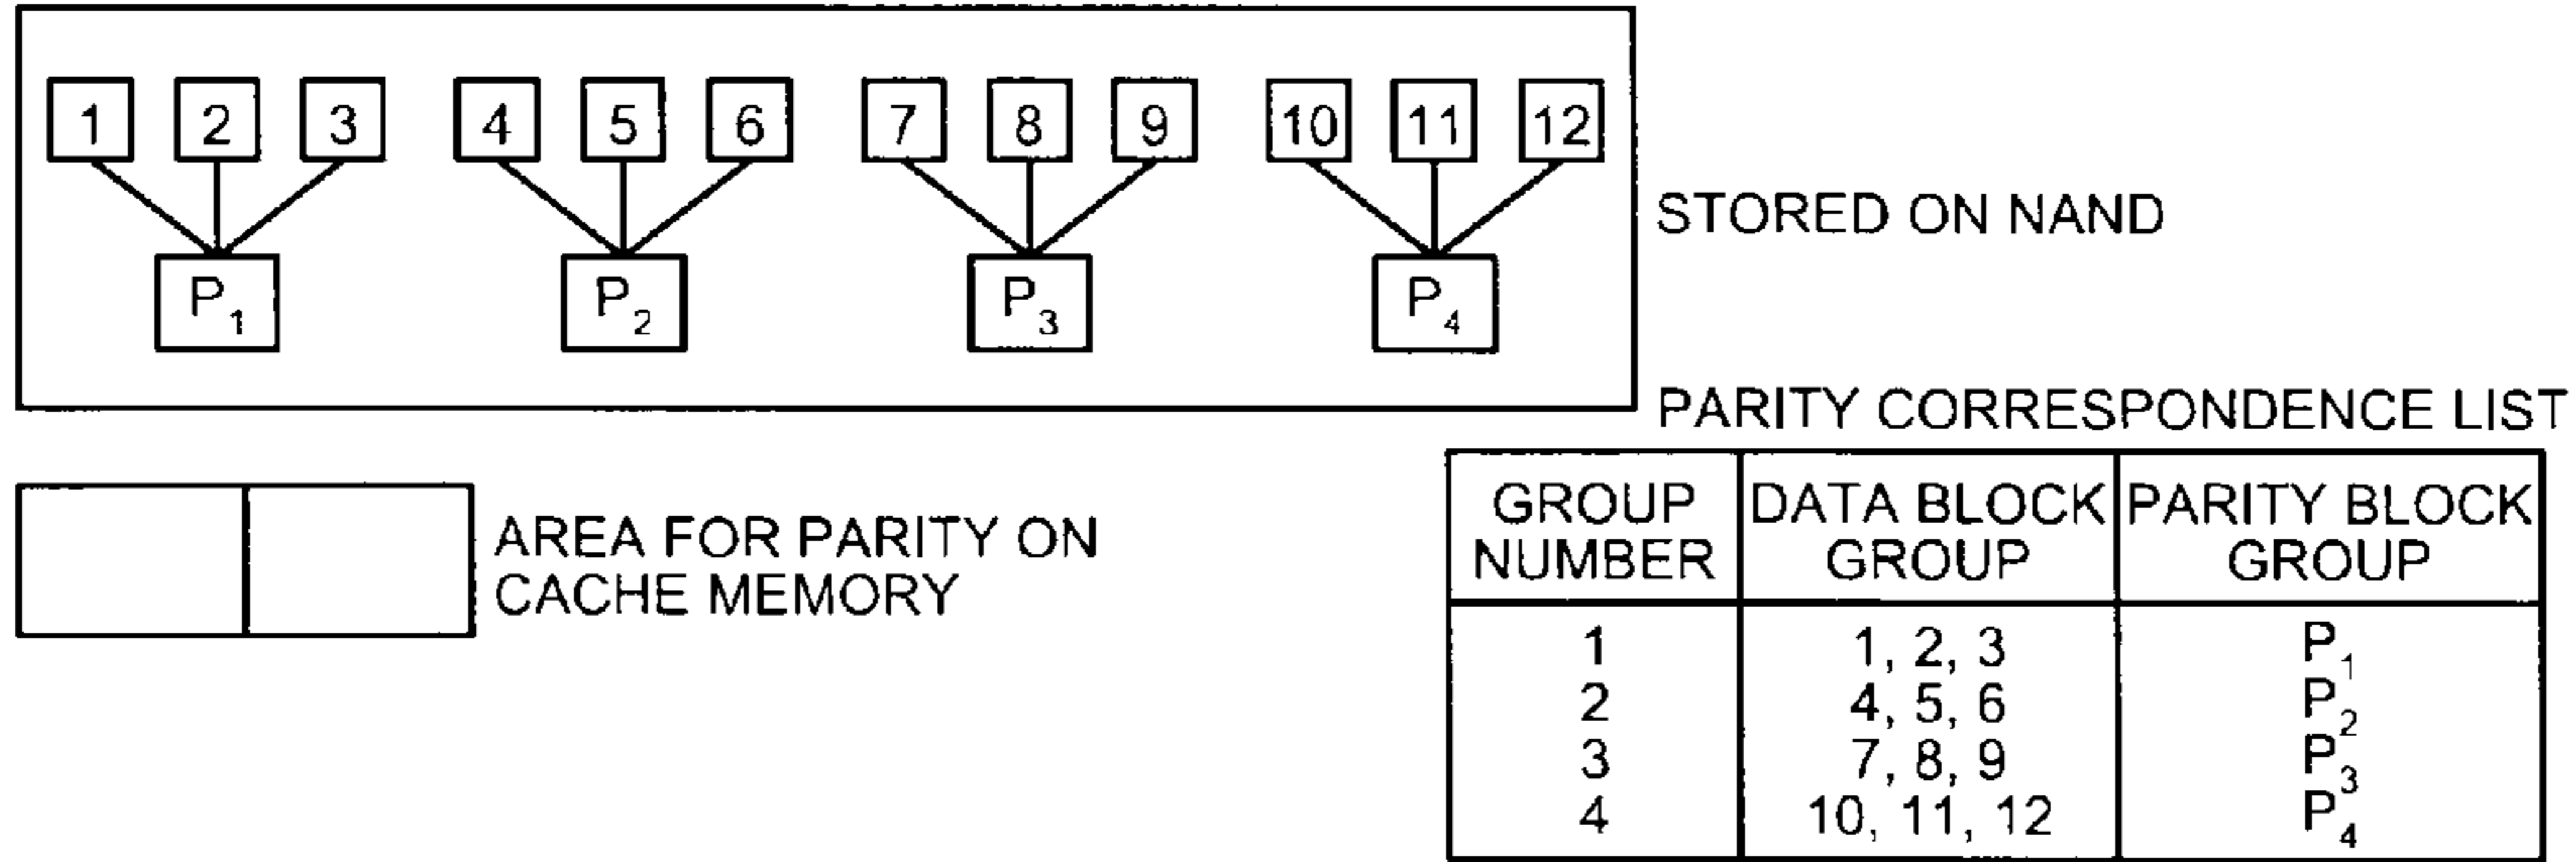 1 2 3 4 5 6 7 8 9 10 11 12
P1 P2 P3 P4
STORED ON NAND
PARITY CORRESPONDENCE LIST
AREA FOR PARITY ON
CACHE MEMORY
GROUP NUMBER DATA BLOCK GROUP PARITY BLOCK GROUP
1 1, 2, 3 P1
2 4, 5, 6 P2
3 7, 8, 9 P3
4 10, 11, 12 P4